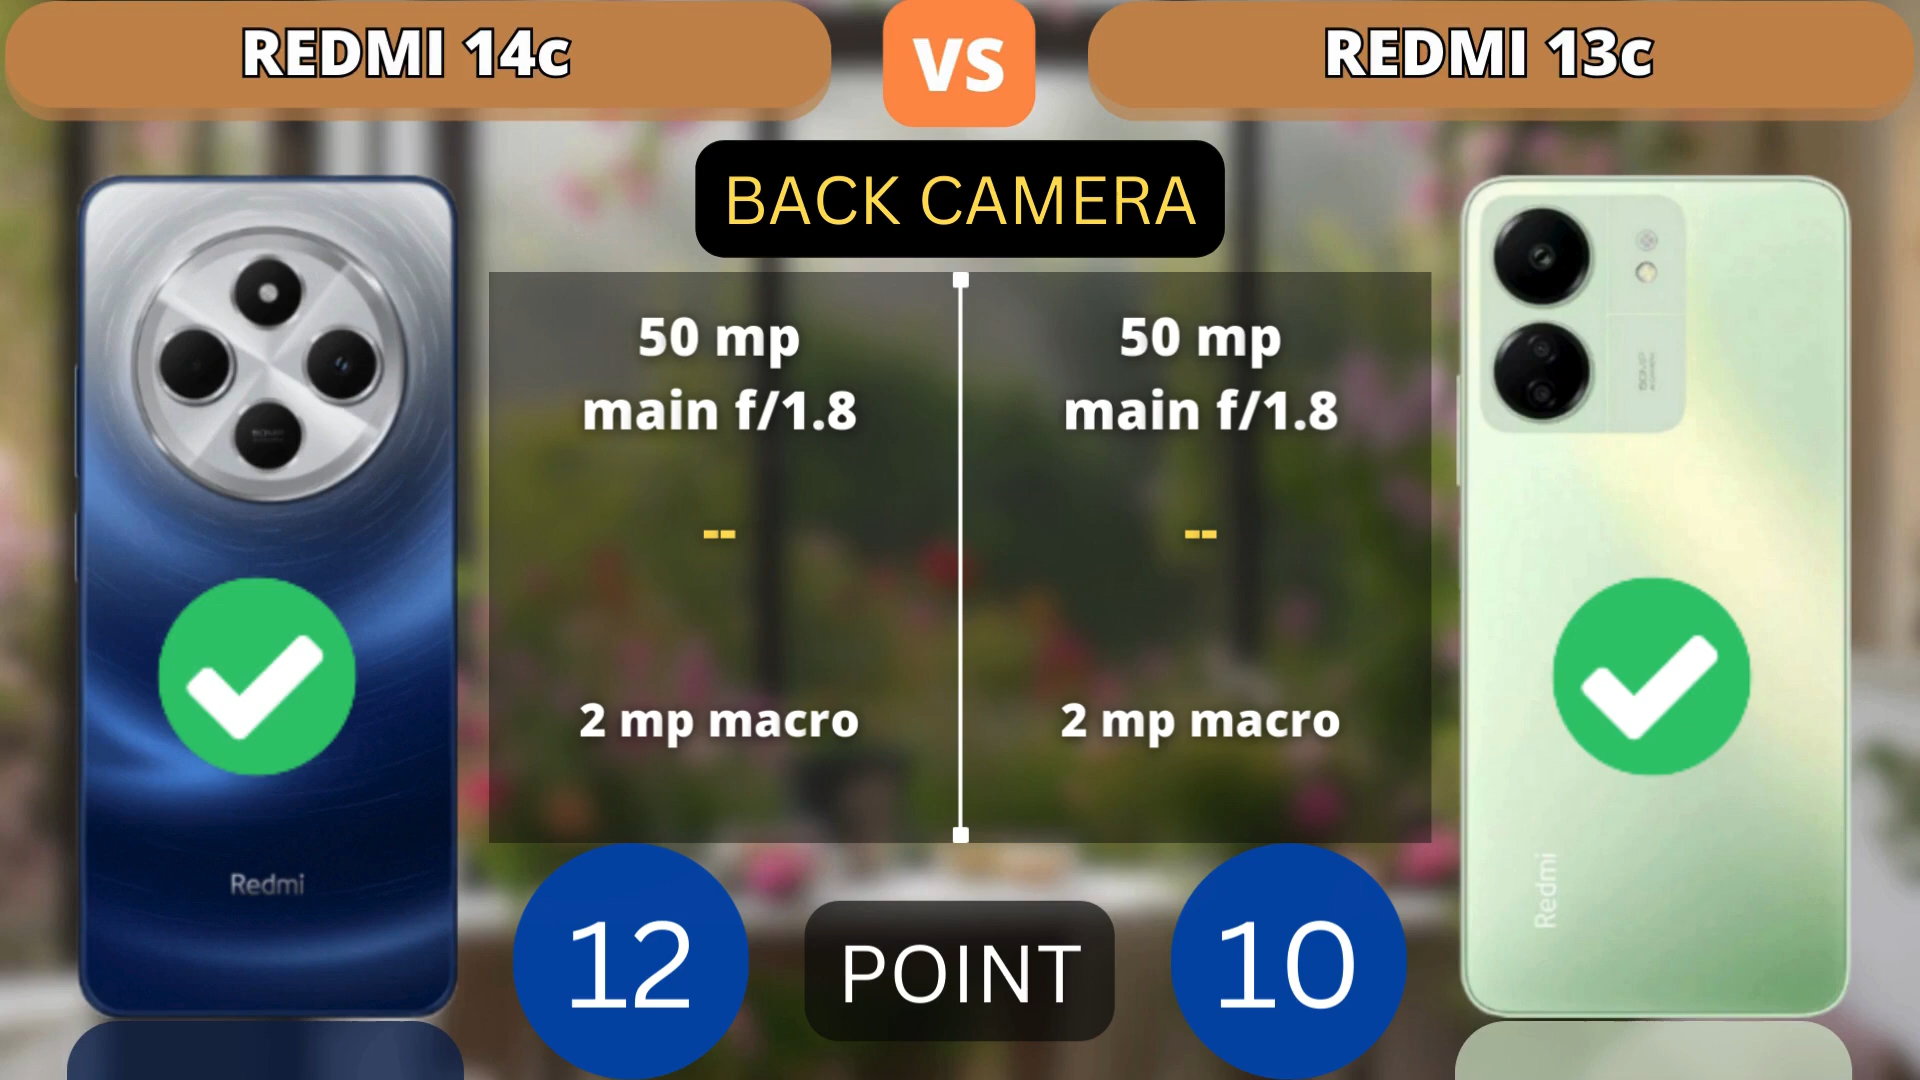 REDMI 14c
VS
REDMI 13c
BACK CAMERA
50 mp
main f/1.8
50 mp
main f/1.8
--
--
2 mp macro
2 mp macro
Redmi
Redmi
12
POINT
10